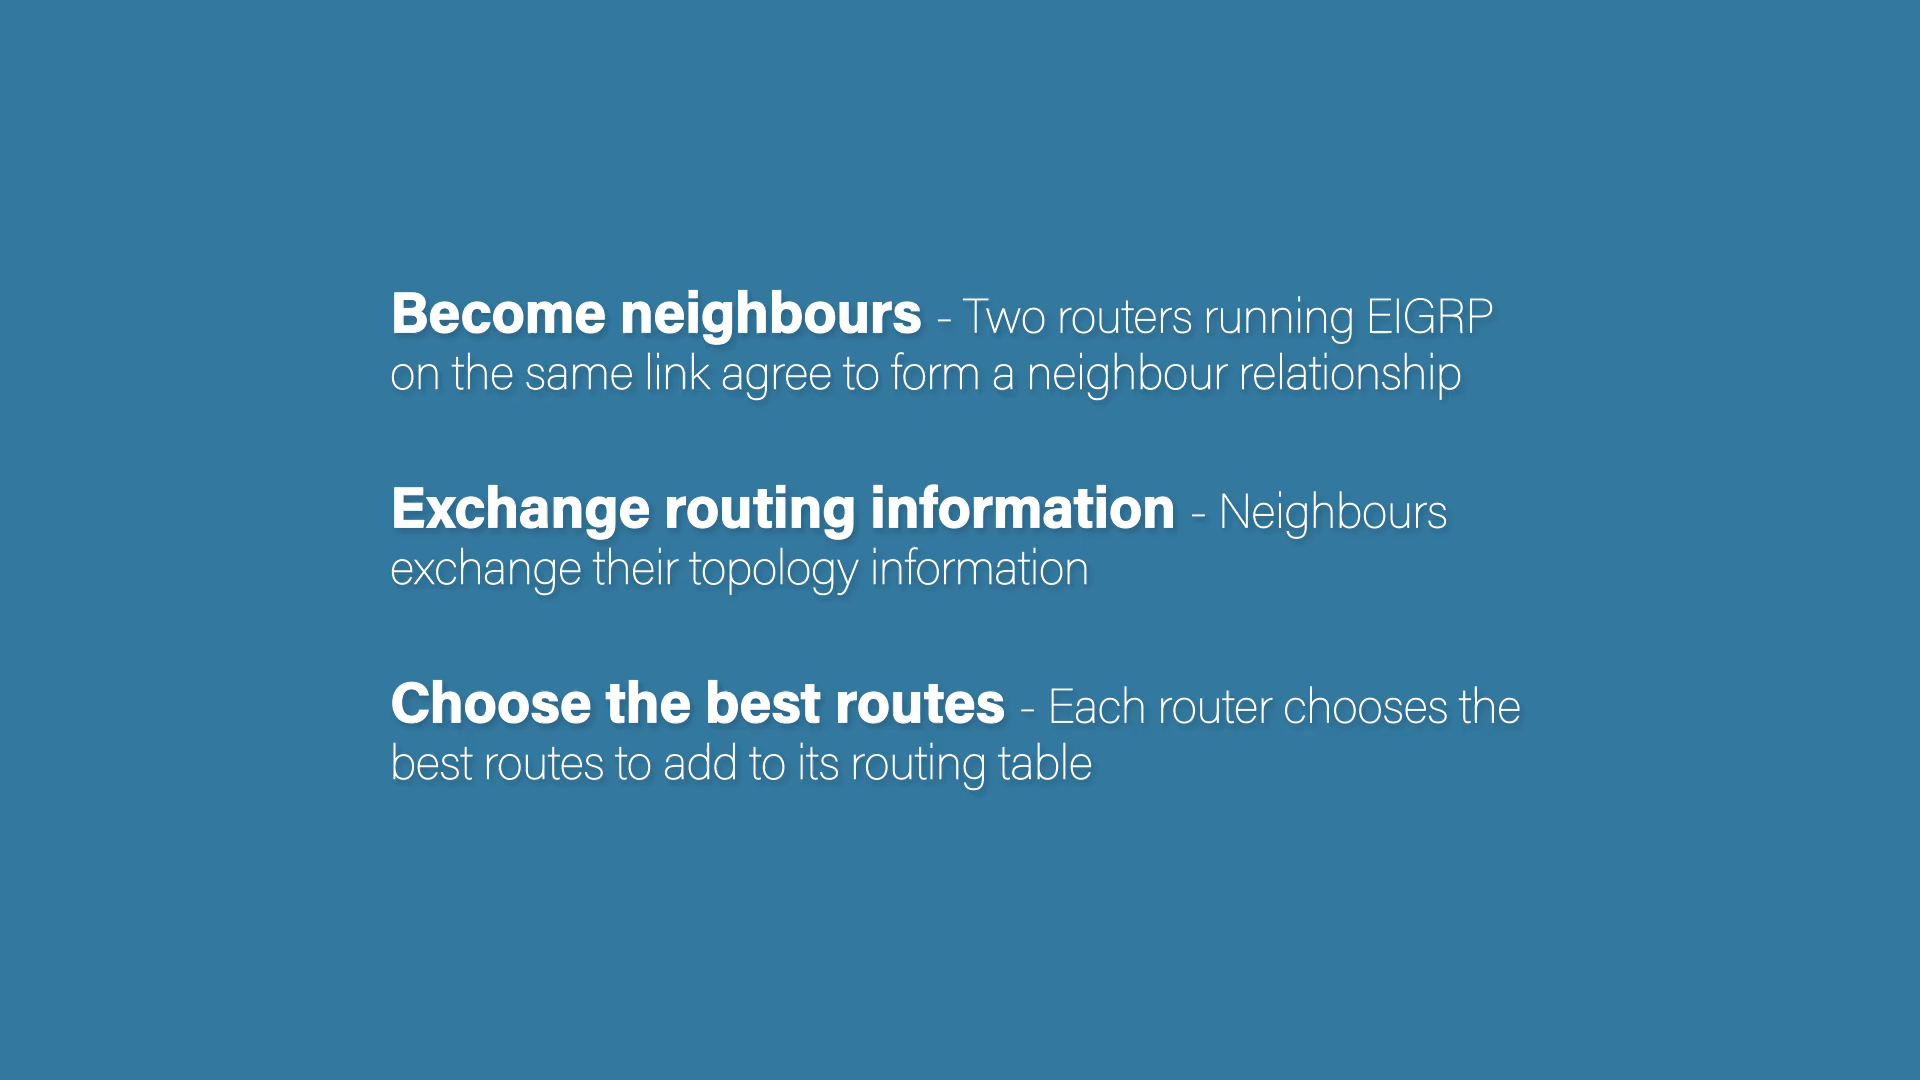 Become neighbours - Two routers running EIGRP
on the same link agree to form a neighbour relationship
Exchange routing information - Neighbours
exchange their topology information
Choose the best routes - Each router chooses the
best routes to add to its routing table